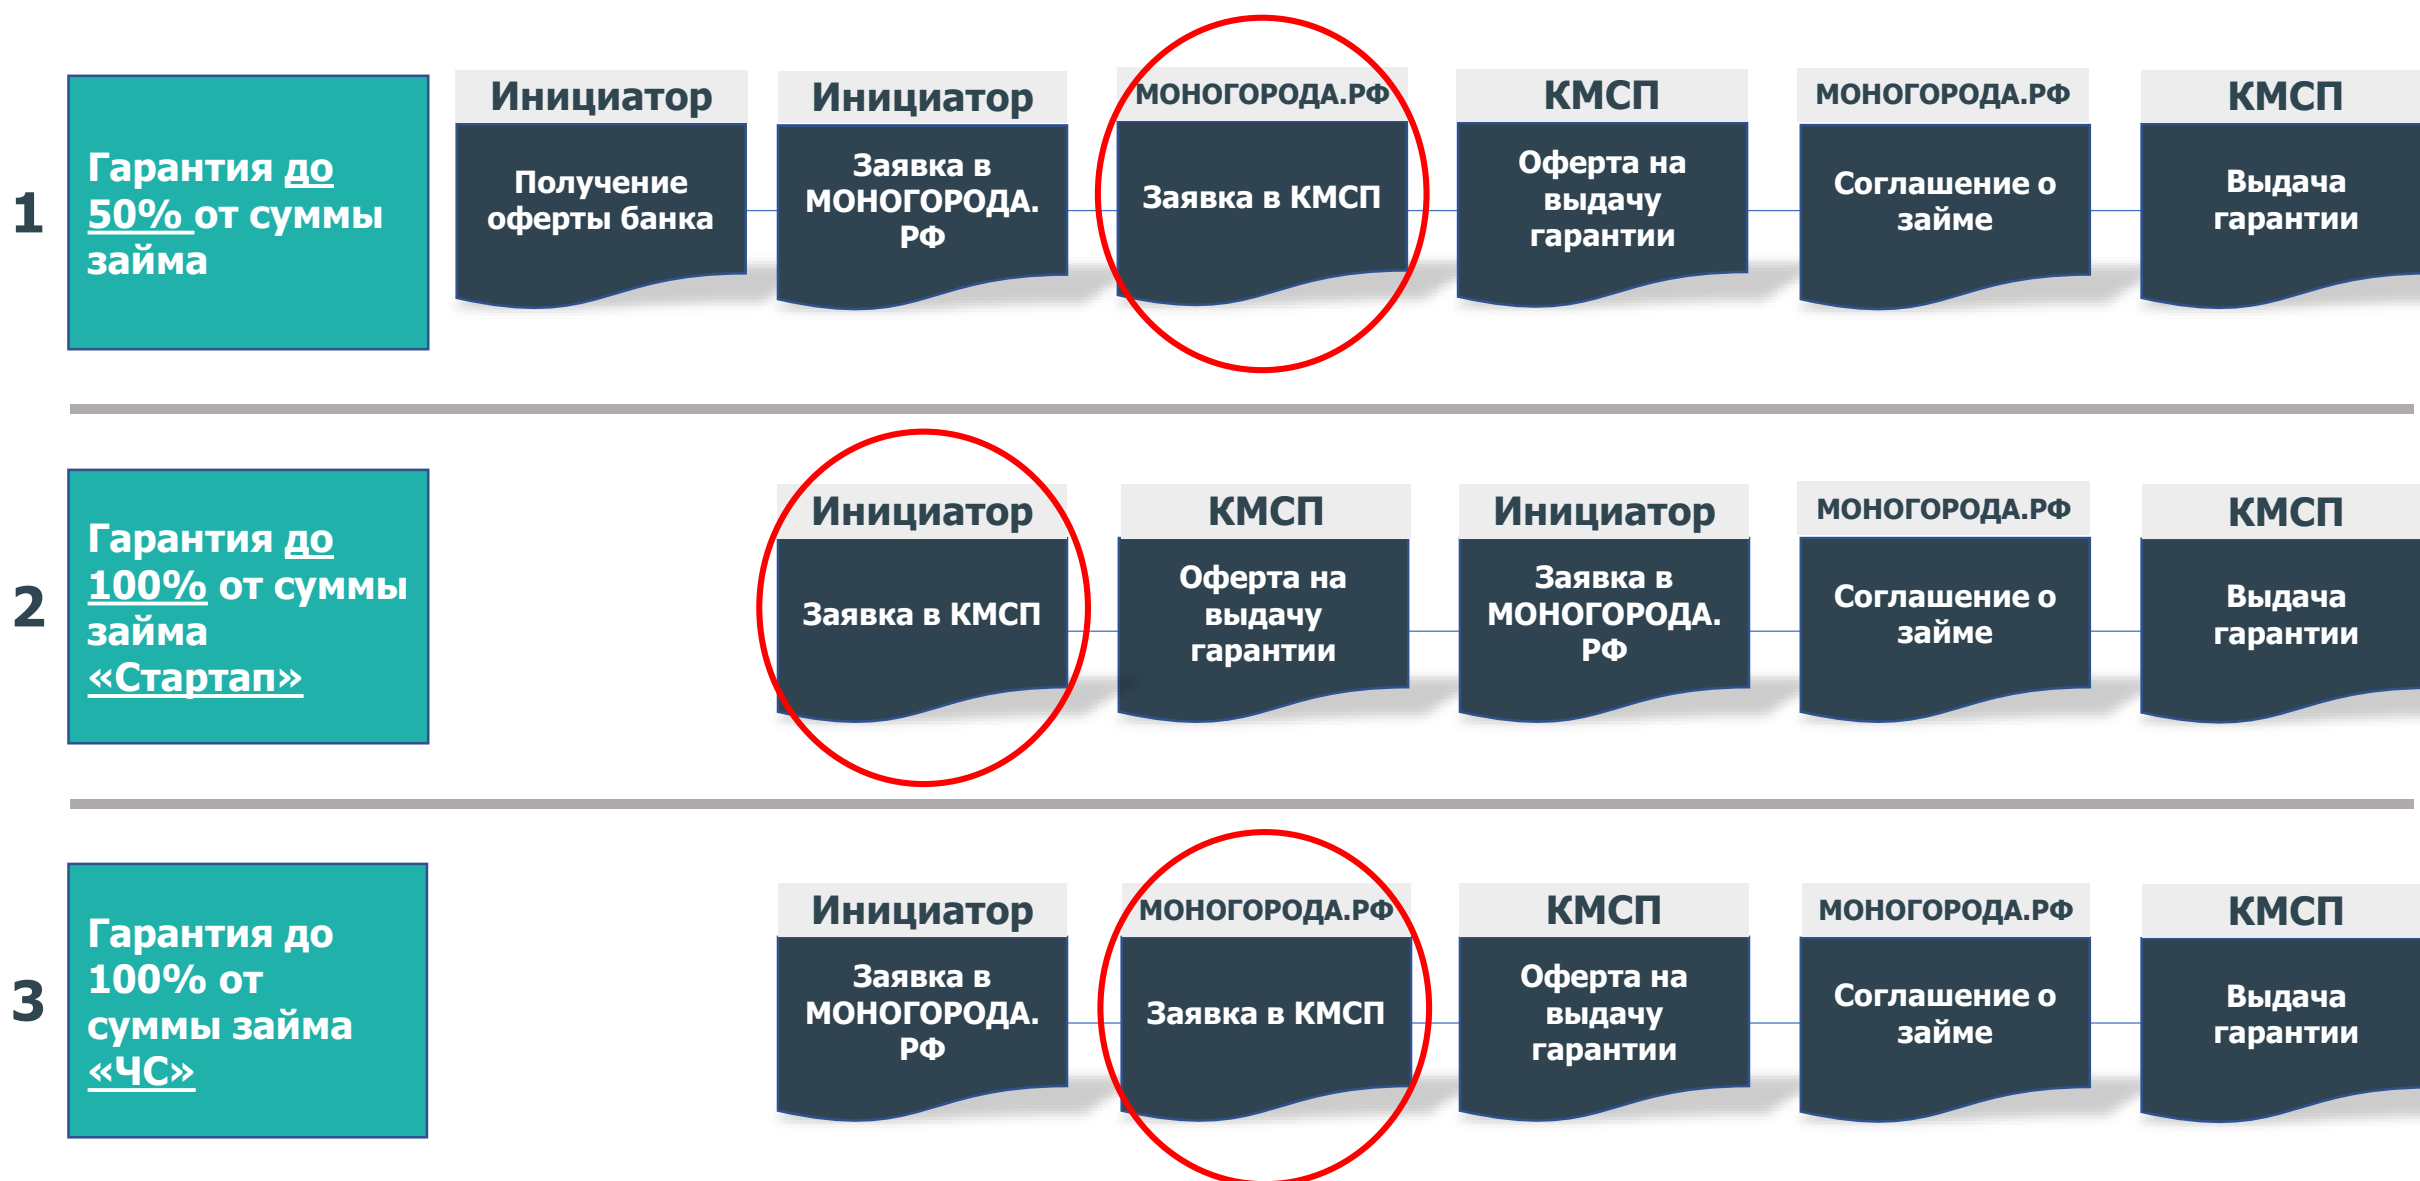 1
Гарантия до
50% от суммы
займа
Инициатор
Получение
оферты банка
Инициатор
Заявка в
МОНОГОРОДА.
РФ
МОНОГОРОДА.РФ
Заявка в КМСП
КМСП
Оферта на
выдачу
гарантии
МОНОГОРОДА.РФ
Соглашение о
займе
КМСП
Выдача
гарантии
2
Гарантия до
100% от суммы
займа
«Стартап»
Инициатор
Заявка в КМСП
КМСП
Оферта на
выдачу
гарантии
Инициатор
Заявка в
МОНОГОРОДА.
РФ
МОНОГОРОДА.РФ
Соглашение о
займе
КМСП
Выдача
гарантии
3
Гарантия до
100% от
суммы займа
«ЧС»
Инициатор
Заявка в
МОНОГОРОДА.
РФ
МОНОГОРОДА.РФ
Заявка в КМСП
КМСП
Оферта на
выдачу
гарантии
МОНОГОРОДА.РФ
Соглашение о
займе
КМСП
Выдача
гарантии